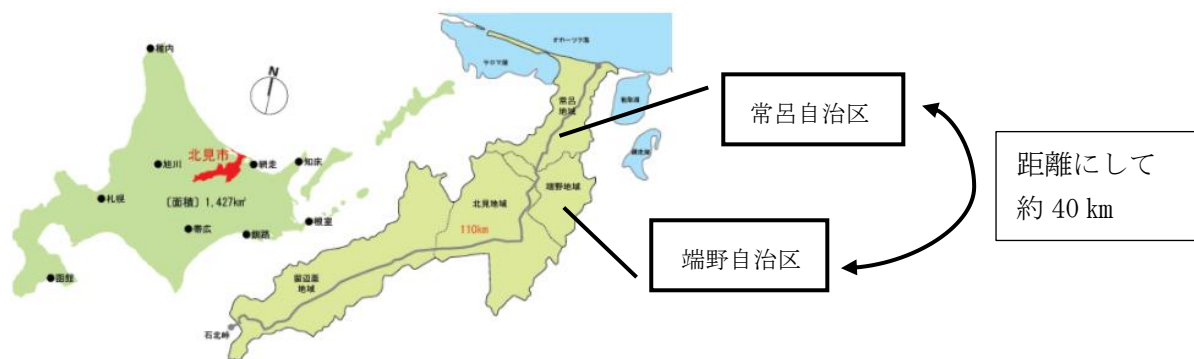 稚内
N
北見市
旭川
網走
知床
札幌
〔面積〕1,427㎢
根室
帯広
釧路
函館
オホーツク海
サロマ湖
常呂
地域
能取湖
網走湖
端野地域
北見地域
110km
留辺蘂
地域
石北峠
常呂自治区
端野自治区
距離にして
約 40 ㎞